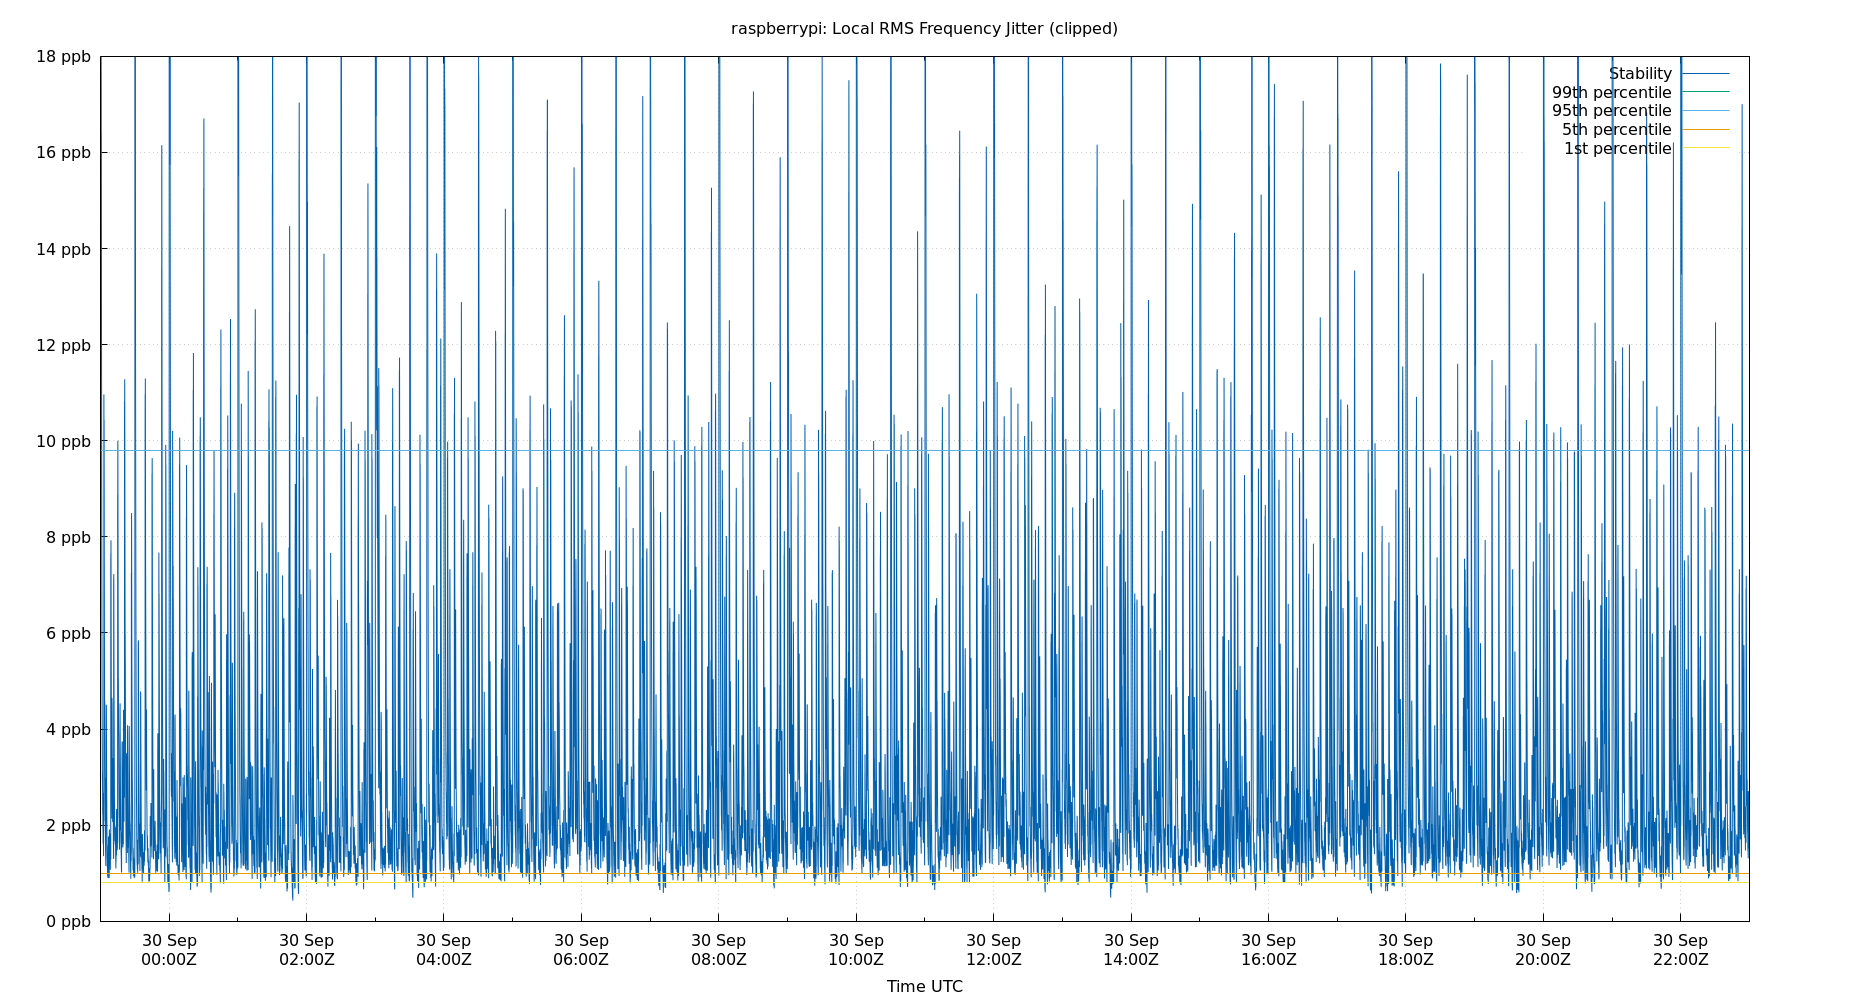 raspberrypi: Local RMS Frequency Jitter (clipped)
18 ppb
16 ppb
14 ppb
12 ppb
10 ppb
8 ppb
6 ppb
4 ppb
2 ppb
0 ppb
Stability
99th percentile
95th percentile
5th percentile
1st percentile
30 Sep 30 Sep 30 Sep 30 Sep 30 Sep 30 Sep 30 Sep 30 Sep 30 Sep 30 Sep 30 Sep 30 Sep
00:00Z 02:00Z 04:00Z 06:00Z 08:00Z 10:00Z 12:00Z 14:00Z 16:00Z 18:00Z 20:00Z 22:00Z
Time UTC